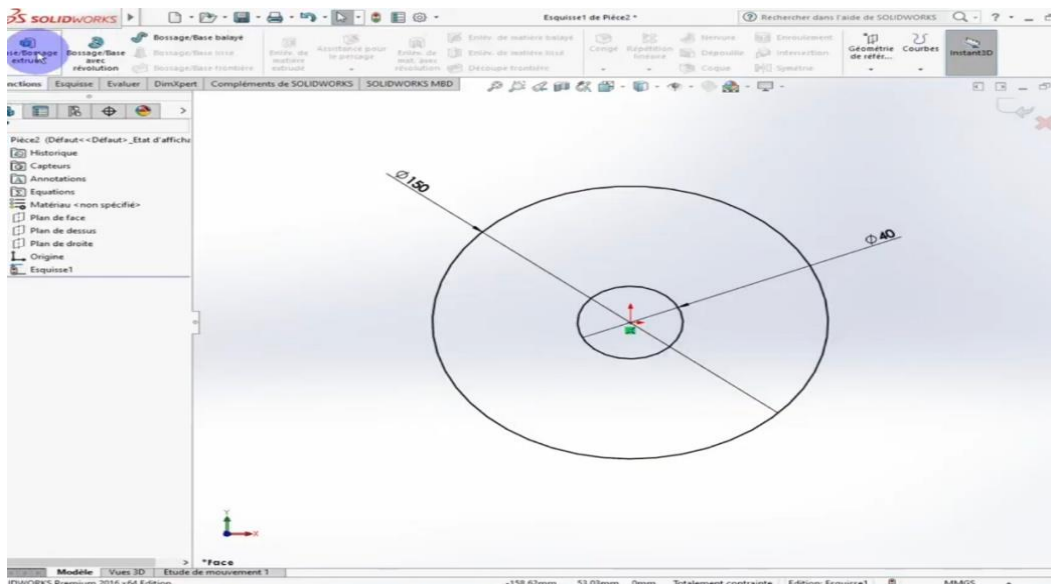 SOLIDWORKS
Esquisse1 de Pièce2 *
Rechercher dans l'aide de SOLIDWORKS
Bossage/Base balayé
Bossage/Base lissé
Bossage/Base frontière
Bossage/Base
avec
révolution
extrudé
Enlèv. de
matière
extrudé
Assistance pour
le perçage
Enlèv. de
mat. avec
révolution
Enlèv. de matière balayé
Enlèv. de matière lissé
Découpe frontière
Congé
Répétition
linéaire
Nervure
Dépouille
Coque
Enroulement
Intersection
Symétrie
Géométrie
de référ...
Courbes
Instant3D
nctions Esquisse Evaluer DimXpert Compléments de SOLIDWORKS SOLIDWORKS MBD
Pièce2 (Défaut<<Défaut>_Etat d'afficha
Historique
Capteurs
Annotations
Equations
Matériau <non spécifié>
Plan de face
Plan de dessus
Plan de droite
Origine
Esquisse1
Ø150
Ø40
Y
X
*Face
Modèle Vues 3D Etude de mouvement 1
IDWORKS Premium 2016 x64 Edition
-158.62mm 53.03mm 0mm Totalement contrainte Edition: Esquisse1 MMGS